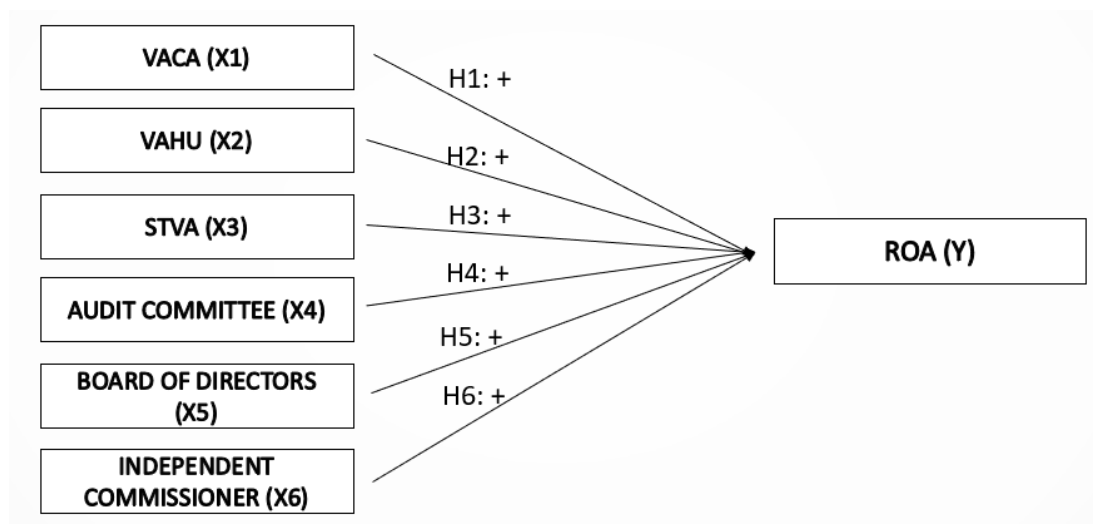 VACA (X1)
H1: +
VAHU (X2)
H2: +
STVA (X3)
H3: +
ROA (Y)
AUDIT COMMITTEE (X4)
H4: +
H5: +
BOARD OF DIRECTORS
(X5)
H6: +
INDEPENDENT
COMMISSIONER (X6)